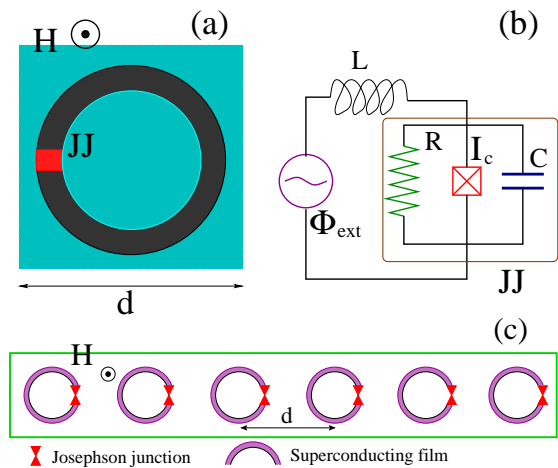 (a)
H
JJ
d
(b)
L
R
I_c
C
Φ_ext
JJ
(c)
H
d
Josephson junction
Superconducting film